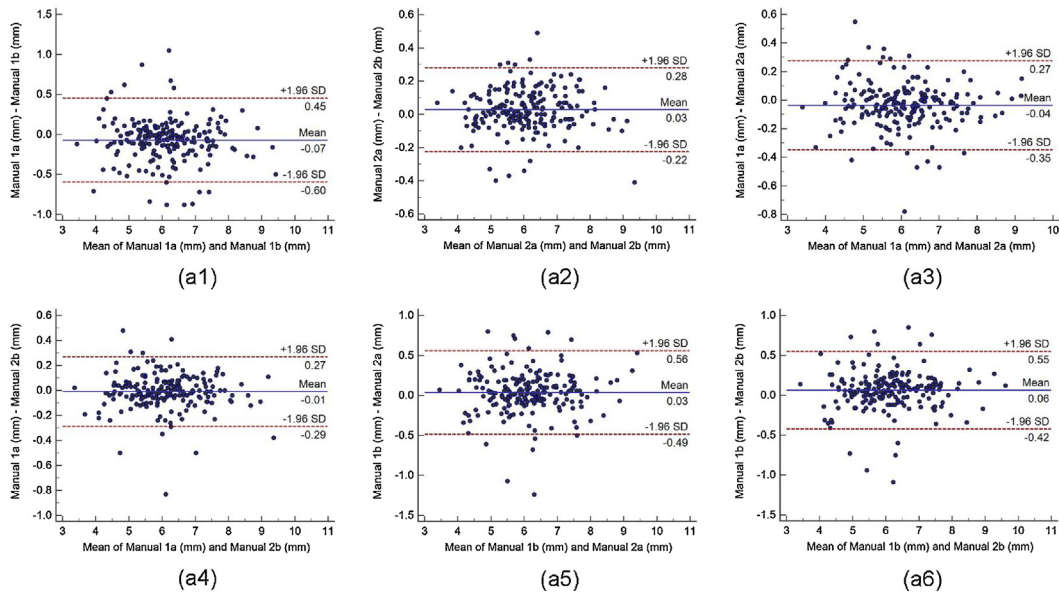 1.5
1.0
0.5
0.0
-0.5
-1.0
Manual 1a (mm) - Manual 1b (mm)
+1.96 SD
0.45
Mean
-0.07
-1.96 SD
-0.60
3 4 5 6 7 8 9 10 11
Mean of Manual 1a (mm) and Manual 1b (mm)
(a1)
0.6
0.4
0.2
0.0
-0.2
-0.4
0.6
Manual 2a (mm) - Manual 2b (mm)
+1.96 SD
0.28
Mean
0.03
-1.96 SD
-0.22
3 4 5 6 7 8 9 10 11
Mean of Manual 2a (mm) and Manual 2b (mm)
(a2)
0.6
0.4
0.2
0.0
-0.2
-0.4
-0.6
-0.8
Manual 1a (mm) - Manual 2a (mm)
+1.96 SD
0.27
Mean
-0.04
-1.96 SD
-0.35
3 4 5 6 7 8 9 10
Mean of Manual 1a (mm) and Manual 2a (mm)
(a3)
0.6
0.4
0.2
0.0
-0.2
-0.4
-0.6
-0.8
-1.0
Manual 1a (mm) - Manual 2b (mm)
+1.96 SD
0.27
Mean
-0.01
-1.96 SD
-0.29
3 4 5 6 7 8 9 10 11
Mean of Manual 1a (mm) and Manual 2b (mm)
(a4)
1.0
0.5
0.0
-0.5
-1.0
-1.5
Manual 1b (mm) - Manual 2a (mm)
+1.96 SD
0.56
Mean
0.03
-1.96 SD
-0.49
3 4 5 6 7 8 9 10 11
Mean of Manual 1b (mm) and Manual 2a (mm)
(a5)
1.0
0.5
0.0
-0.5
-1.0
-1.5
Manual 1b (mm) - Manual 2b (mm)
+1.96 SD
0.55
Mean
0.06
-1.96 SD
-0.42
3 4 5 6 7 8 9 10 11
Mean of Manual 1b (mm) and Manual 2b (mm)
(a6)